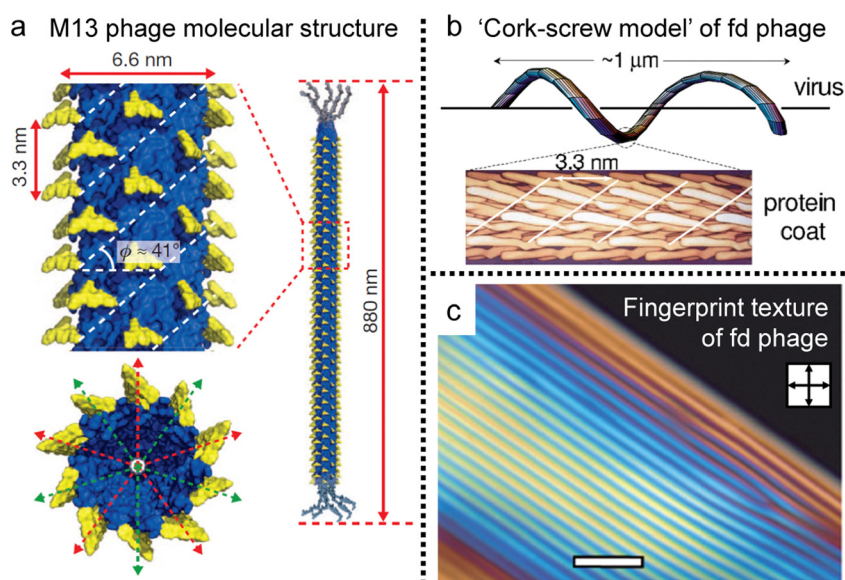 a M13 phage molecular structure
6.6 nm
3.3 nm
ϕ ≈ 41°
880 nm
b ‘Cork-screw model’ of fd phage
~1 μm
virus
3.3 nm
protein
coat
c Fingerprint texture
of fd phage